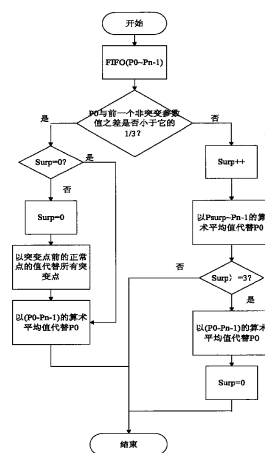 开始
FIFO(P0~Pn-1)
P0与前一个非突变参数
值之差是否小于它的
1/3?
是
否
Surp=0?
是
否
Surp=0
以突变点前的正常
点的值代替所有突
变点
以(P0-Pn-1)的算术
平均值代替P0
Surp++
以Psurp~Pn-1的算
术平均值代替P0
否
Surp〉=3?
是
以(P0-Pn-1)的算术
平均值代替P0
Surp=0
结束